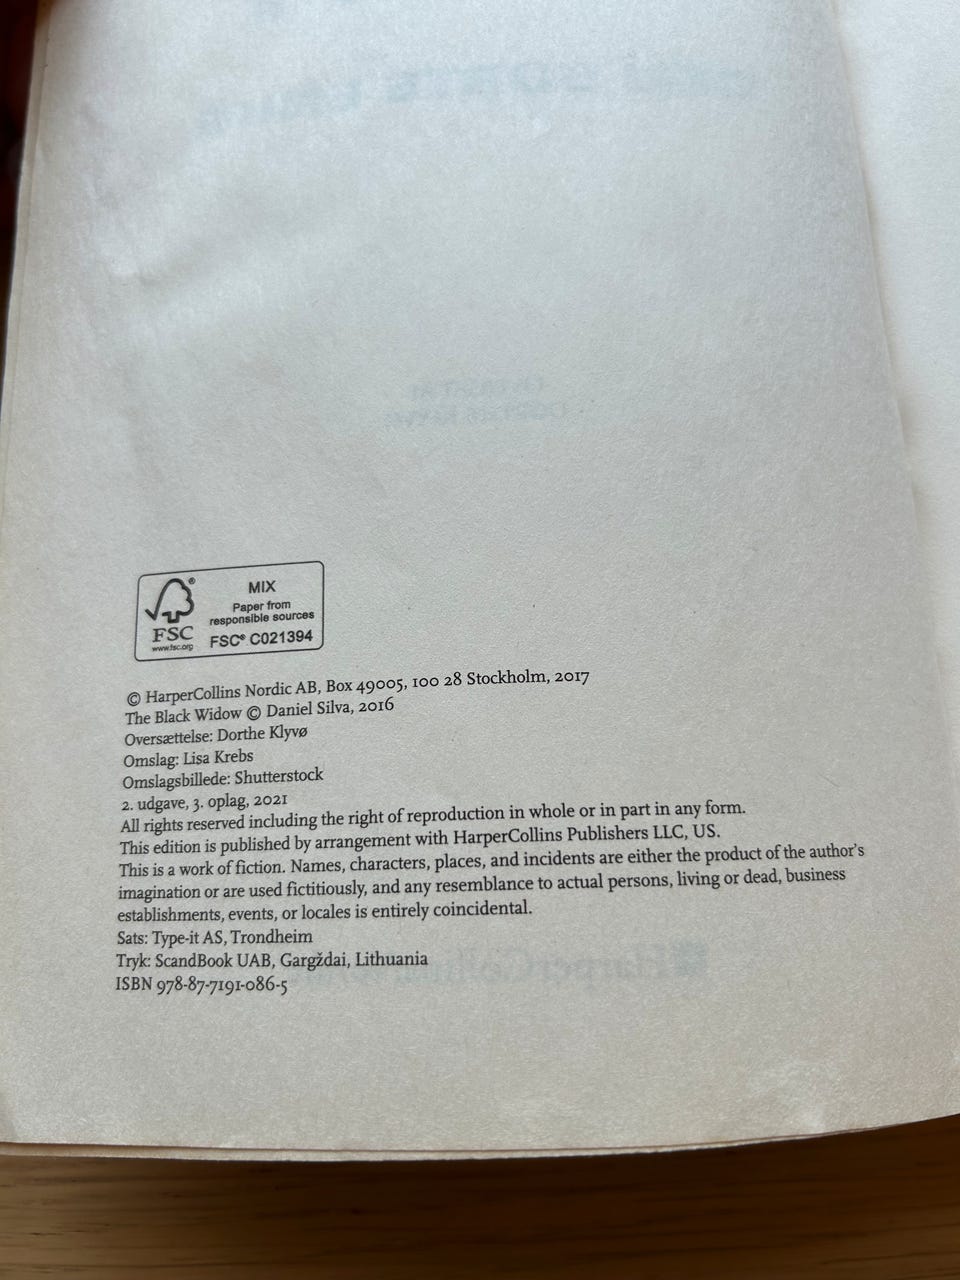 MIX
Paper from
responsible sources
FSC® C021394
FSC
www.fsc.org
© HarperCollins Nordic AB, Box 49005, 100 28 Stockholm, 2017
The Black Widow © Daniel Silva, 2016
Oversættelse: Dorthe Klyvø
Omslag: Lisa Krebs
Omslagsbillede: Shutterstock
2. udgave, 3. oplag, 2021
All rights reserved including the right of reproduction in whole or in part in any form.
This edition is published by arrangement with HarperCollins Publishers LLC, US.
This is a work of fiction. Names, characters, places, and incidents are either the product of the author's
imagination or are used fictitiously, and any resemblance to actual persons, living or dead, business
establishments, events, or locales is entirely coincidental.
Sats: Type-it AS, Trondheim
Tryk: ScandBook UAB, Gargždai, Lithuania
ISBN 978-87-7191-086-5